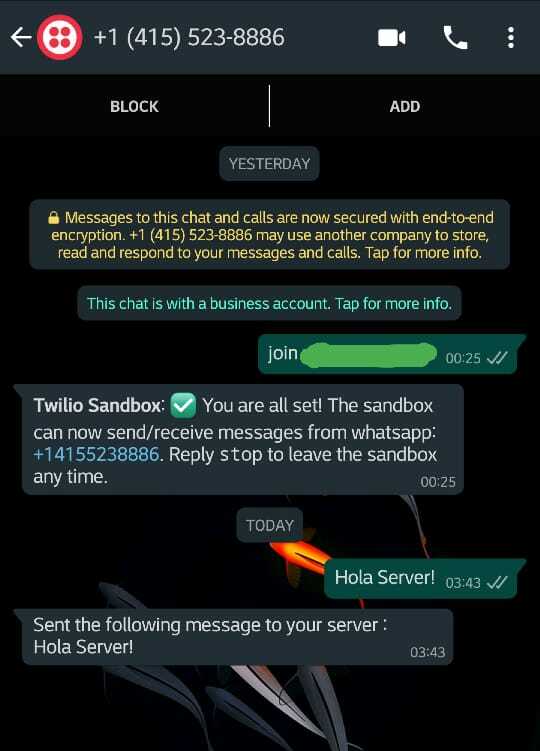 +1 (415) 523-8886
BLOCK
ADD
YESTERDAY
Messages to this chat and calls are now secured with end-to-end
encryption. +1 (415) 523-8886 may use another company to store,
read and respond to your messages and calls. Tap for more info.
This chat is with a business account. Tap for more info.
join
00:25
Twilio Sandbox: ✅ You are all set! The sandbox
can now send/receive messages from whatsapp:
+14155238886. Reply stop to leave the sandbox
any time.
00:25
TODAY
Hola Server! 03:43
Sent the following message to your server :
Hola Server!
03:43